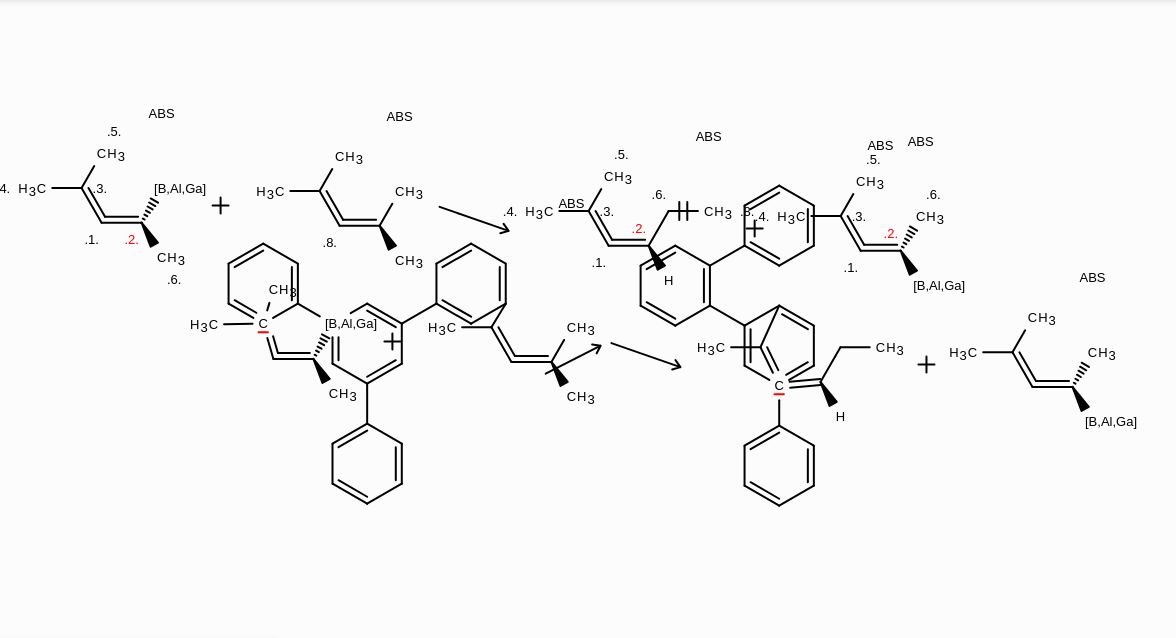 ABS
ABS
ABS
ABS ABS
.5.
CH3
4. H3C .3. [B,Al,Ga]
.1. .2.
CH3
.6.
+
CH3
H3C CH3
.8.
CH3
.5.
CH3
ABS
.4. H3C .3. .6. CH3
.2.
.1.
H
+
.5.
CH3
.4. H3C .3. .6. CH3
.2.
.1.
[B,Al,Ga]
CH3
H3C C [B,Al,Ga]
CH3
+
H3C CH3
CH3
H3C CH3
C
H
+
ABS
CH3
H3C CH3
[B,Al,Ga]